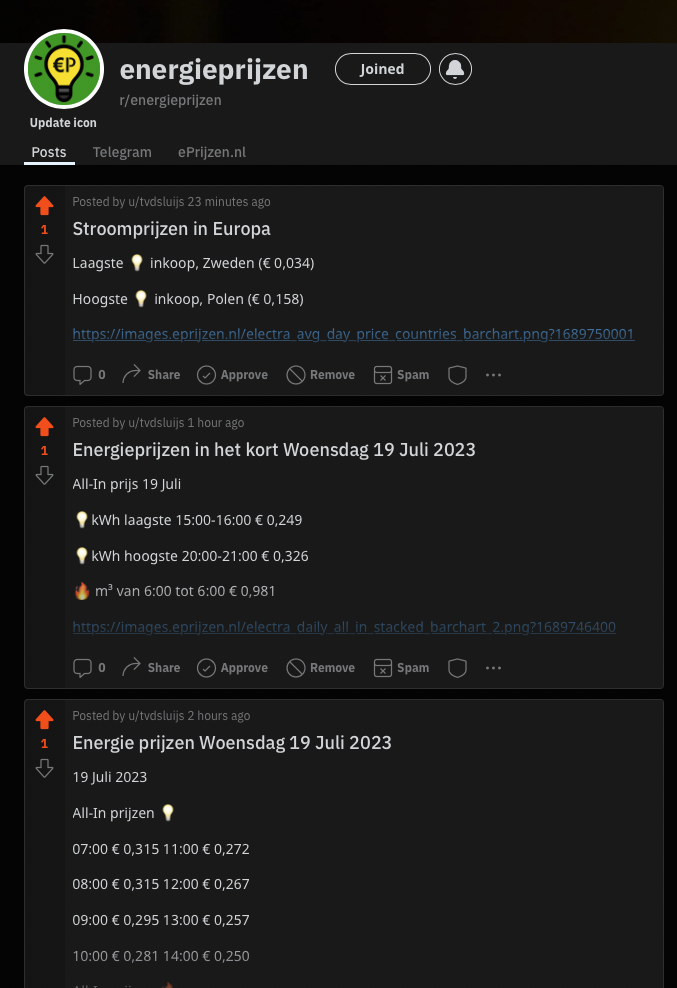 €P
energieprijzen
Joined
r/energieprijzen
Update icon
Posts Telegram ePrijzen.nl
Posted by u/tvdsluijs 23 minutes ago
1
Stroomprijzen in Europa
Laagste 💡 inkoop, Zweden (€ 0,034)
Hoogste 💡 inkoop, Polen (€ 0,158)
https://images.eprijzen.nl/electra_avg_day_price_countries_barchart.png?1689750001
0 Share Approve Remove Spam
Posted by u/tvdsluijs 1 hour ago
1
Energieprijzen in het kort Woensdag 19 Juli 2023
All-In prijs 19 Juli
💡kWh laagste 15:00-16:00 € 0,249
💡kWh hoogste 20:00-21:00 € 0,326
🔥 m³ van 6:00 tot 6:00 € 0,981
https://images.eprijzen.nl/electra_daily_all_in_stacked_barchart_2.png?1689746400
0 Share Approve Remove Spam
Posted by u/tvdsluijs 2 hours ago
1
Energie prijzen Woensdag 19 Juli 2023
19 Juli 2023
All-In prijzen 💡
07:00 € 0,315 11:00 € 0,272
08:00 € 0,315 12:00 € 0,267
09:00 € 0,295 13:00 € 0,257
10:00 € 0,281 14:00 € 0,250